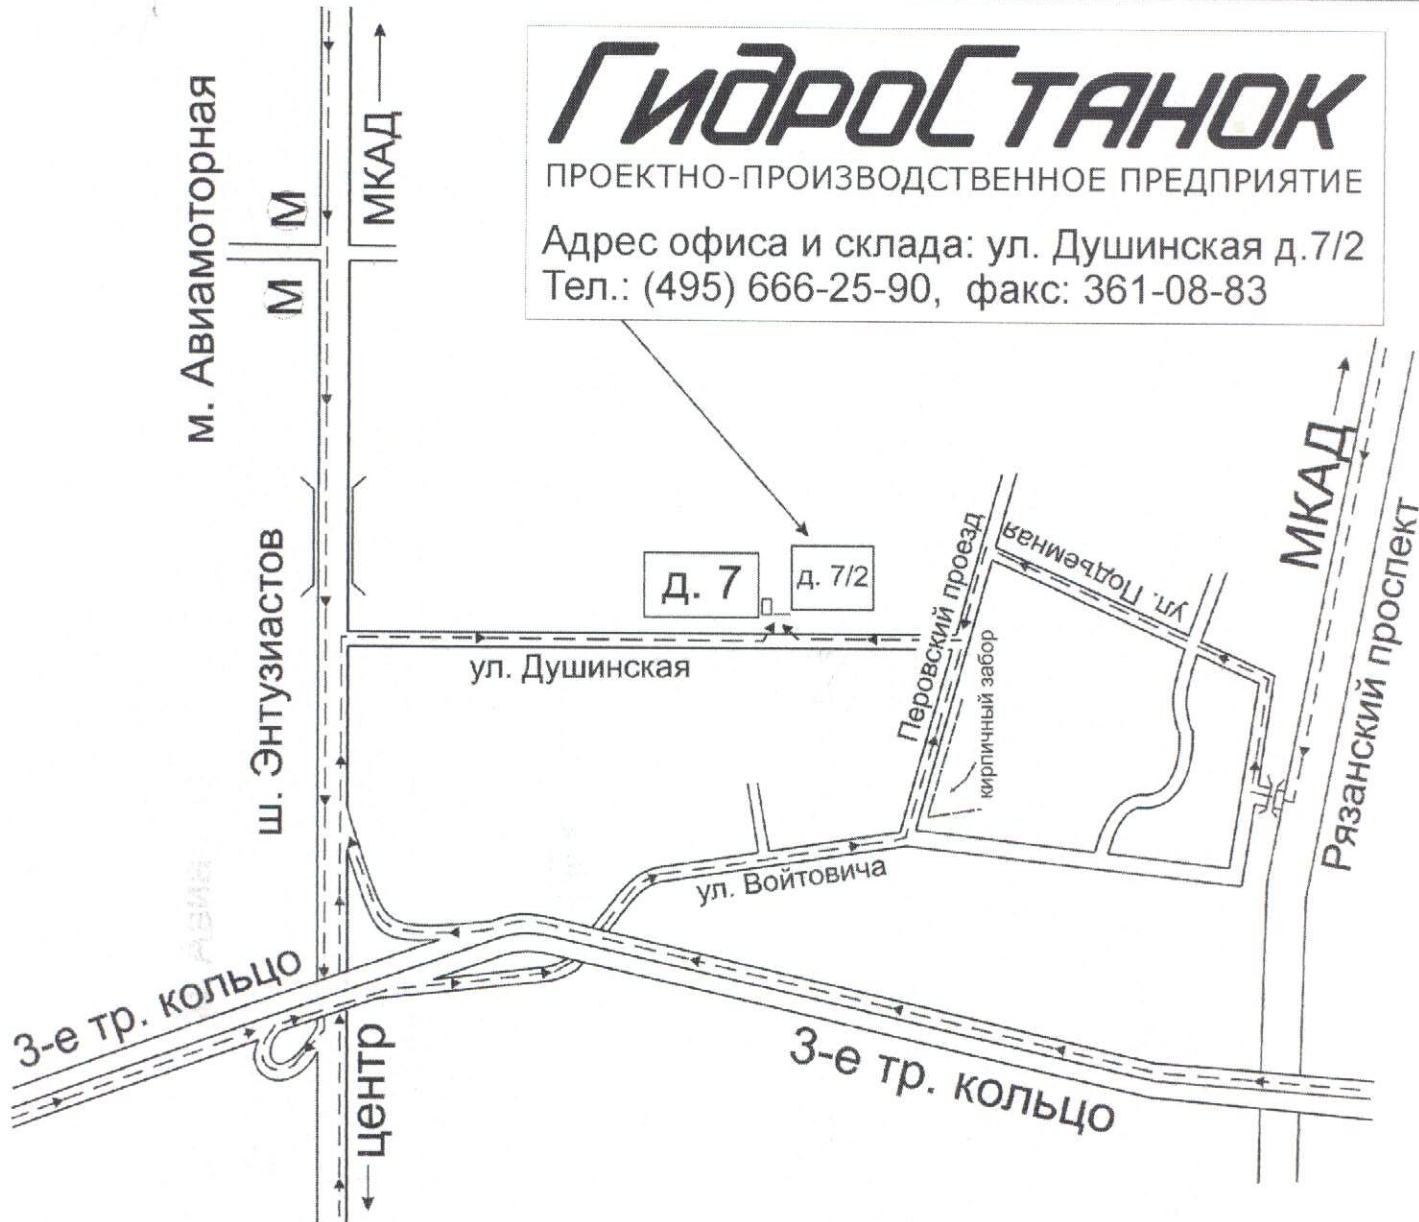 ГидроСтанок
ПРОЕКТНО-ПРОИЗВОДСТВЕННОЕ ПРЕДПРИЯТИЕ
Адрес офиса и склада: ул. Душинская д.7/2
Тел.: (495) 666-25-90, факс: 361-08-83
м. Авиамоторная
М
М
МКАД
ш. Энтузиастов
д. 7
д. 7/2
ул. Душинская
Перовский проезд
кирпичный забор
ул. Подъемная
МКАД
Рязанский проспект
ул. Войтовича
3-е тр. кольцо
3-е тр. кольцо
центр